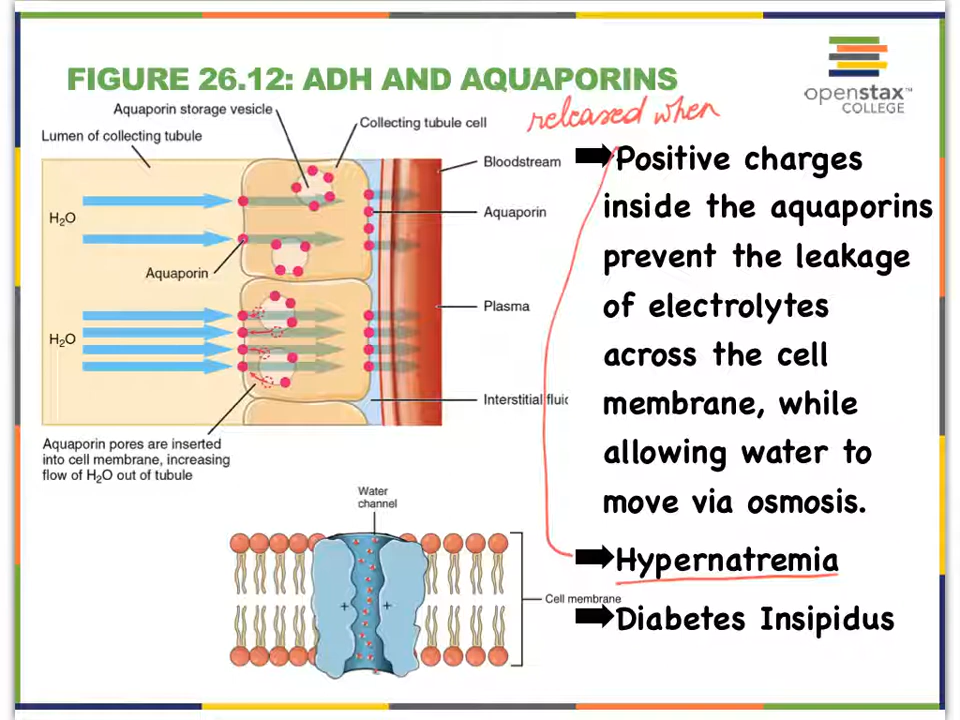 FIGURE 26.12: ADH AND AQUAPORINS
openstax™
COLLEGE
released when
Aquaporin storage vesicle
Collecting tubule cell
Lumen of collecting tubule
Bloodstream
H₂O
Aquaporin
Aquaporin
Plasma
H₂O
Interstitial fluid
Aquaporin pores are inserted
into cell membrane, increasing
flow of H₂O out of tubule
Water
channel
+ +
Cell membrane
Positive charges
inside the aquaporins
prevent the leakage
of electrolytes
across the cell
membrane, while
allowing water to
move via osmosis.
Hypernatremia
Diabetes Insipidus